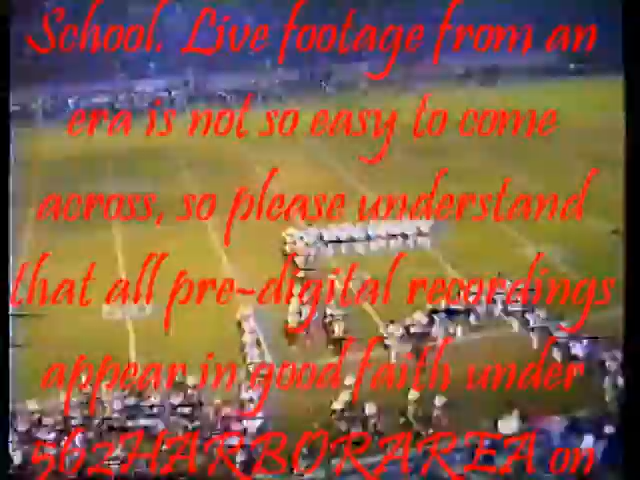 School. Live footage from an
era is not so easy to come
across, so please understand
that all pre-digital recordings
appear in good faith under
562HARBORAREA on